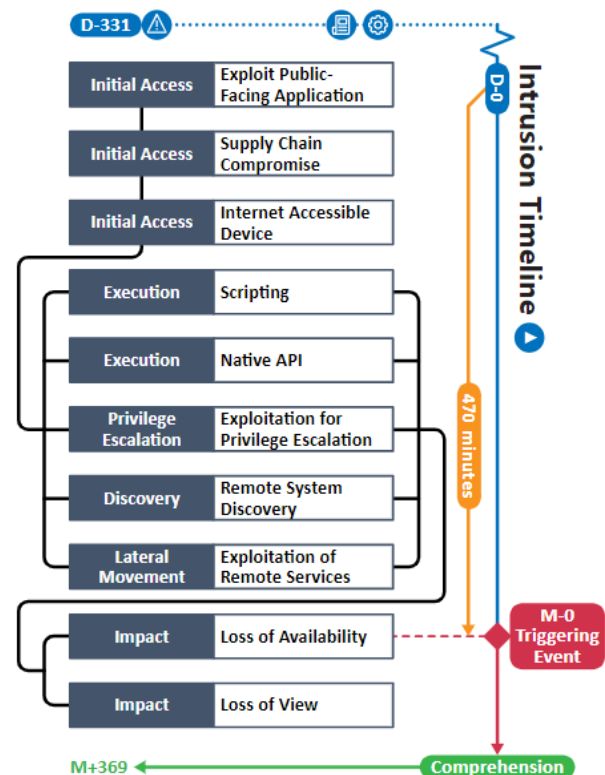 D-331
D-0
Intrusion Timeline
Initial Access
Exploit Public-
Facing Application
Initial Access
Supply Chain
Compromise
Initial Access
Internet Accessible
Device
Execution
Scripting
Execution
Native API
470 minutes
Privilege
Escalation
Exploitation for
Privilege Escalation
Discovery
Remote System
Discovery
Lateral
Movement
Exploitation of
Remote Services
Impact
Loss of Availability
M-0
Triggering
Event
Impact
Loss of View
M+369
Comprehension